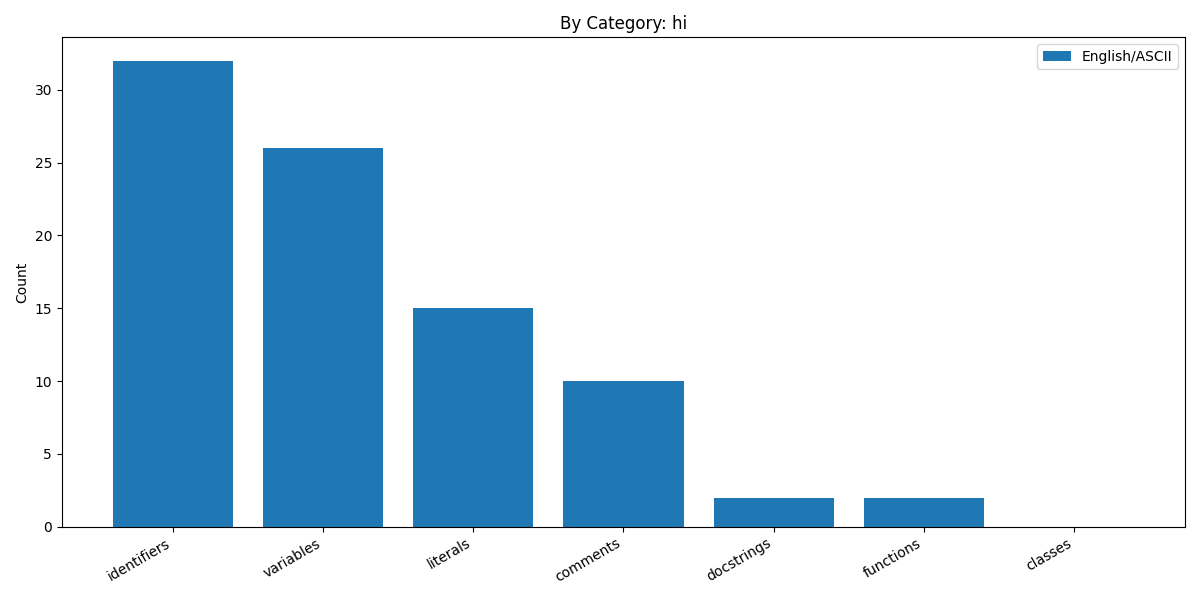 By Category: hi
English/ASCII
Count
30
25
20
15
10
5
0
identifiers
variables
literals
comments
docstrings
functions
classes